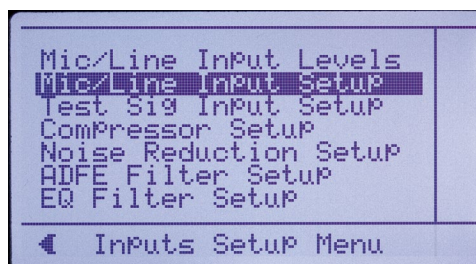 Mic/Line Input Levels
Mic/Line Input Setup
Test Sig Input Setup
Compressor Setup
Noise Reduction Setup
ADFE Filter Setup
EQ Filter Setup
Inputs Setup Menu